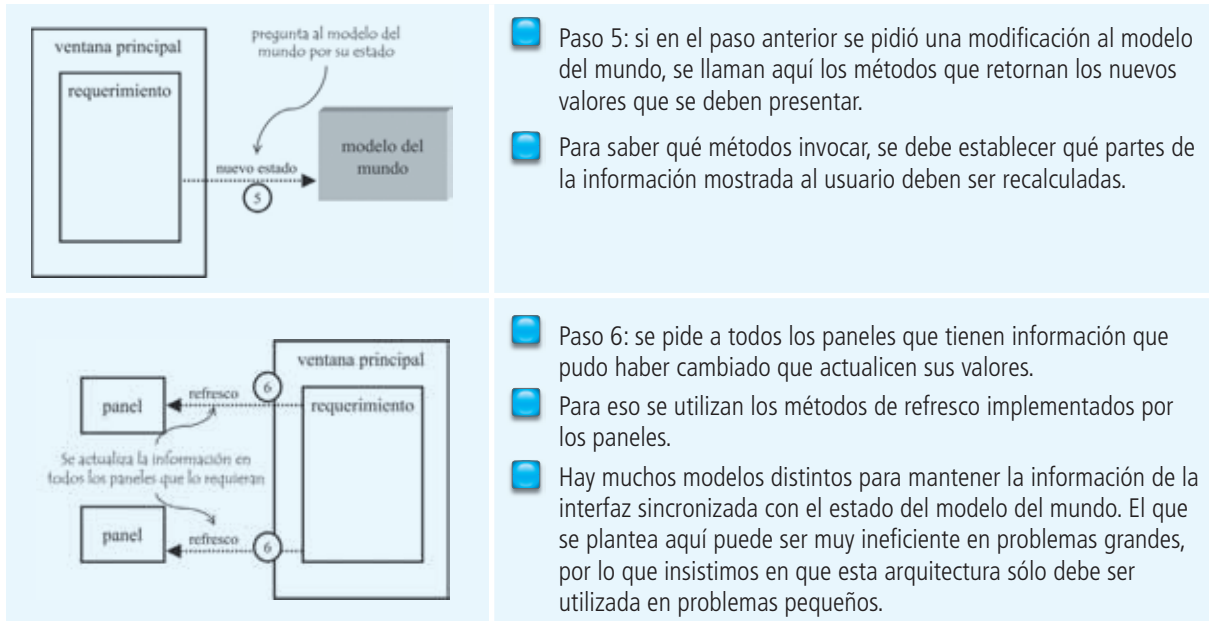 ventana principal
requerimiento
pregunta al modelo del
mundo por su estado
nuevo estado
5
modelo del
mundo
Paso 5: si en el paso anterior se pidió una modificación al modelo
del mundo, se llaman aquí los métodos que retornan los nuevos
valores que se deben presentar.
Para saber qué métodos invocar, se debe establecer qué partes de
la información mostrada al usuario deben ser recalculadas.
ventana principal
requerimiento
panel
refresco
6
Se actualiza la información en
todos los paneles que lo requieran
panel
refresco
6
Paso 6: se pide a todos los paneles que tienen información que
pudo haber cambiado que actualicen sus valores.
Para eso se utilizan los métodos de refresco implementados por
los paneles.
Hay muchos modelos distintos para mantener la información de la
interfaz sincronizada con el estado del modelo del mundo. El que
se plantea aquí puede ser muy ineficiente en problemas grandes,
por lo que insistimos en que esta arquitectura sólo debe ser
utilizada en problemas pequeños.